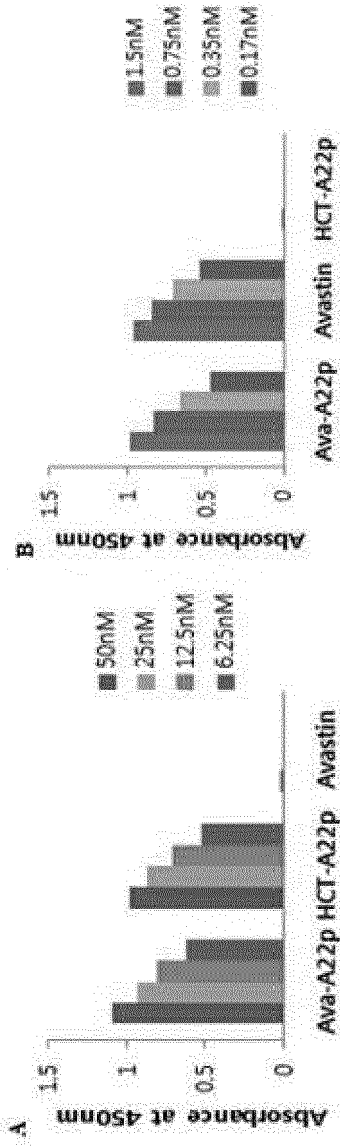 A
Absorbance at 450nm
1.5
1
0.5
0
Ava-A22p HCT-A22p Avastin
50nM
25nM
12.5nM
6.25nM
B
Absorbance at 450nm
1.5
1
0.5
0
Ava-A22p Avastin HCT-A22p
1.5nM
0.75nM
0.35nM
0.17nM